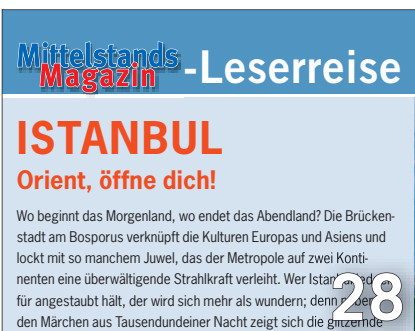 Mittelstands
Magazin -Leserreise
ISTANBUL
Orient, öffne dich!
Wo beginnt das Morgenland, wo endet das Abendland? Die Brücken-
stadt am Bosporus verknüpft die Kulturen Europas und Asiens und
lockt mit so manchem Juwel, das der Metropole auf zwei Konti-
nenten eine überwältigende Strahlkraft verleiht. Wer
für angestaubt hält, der wird sich mehr als wundern; denn
den Märchen aus Tausendundeiner Nacht zeigt sich die glitzernde
28